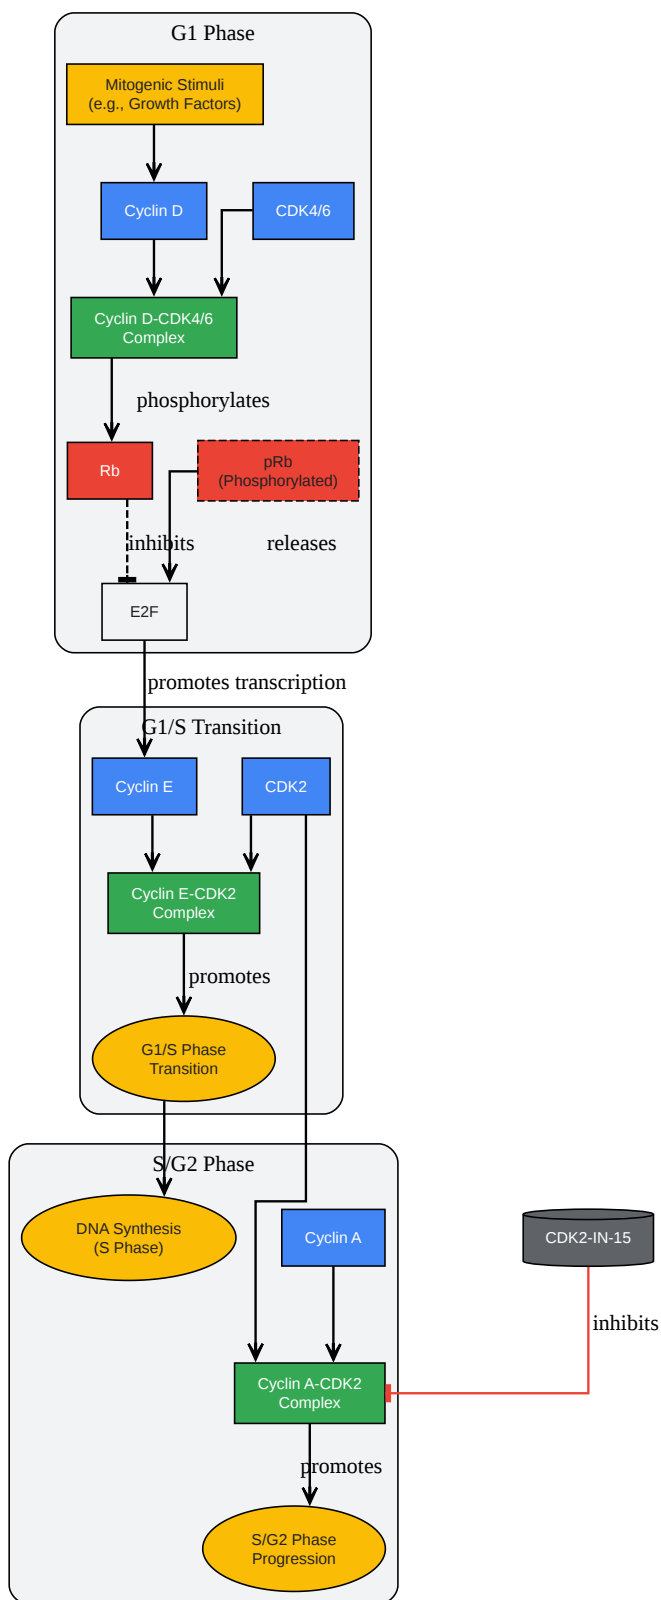 G1 Phase
Mitogenic Stimuli
(e.g., Growth Factors)
Cyclin D
CDK4/6
Cyclin D-CDK4/6
Complex
phosphorylates
Rb
pRb
(Phosphorylated)
inhibits
releases
E2F
promotes transcription
G1/S Transition
Cyclin E
CDK2
Cyclin E-CDK2
Complex
promotes
G1/S Phase
Transition
S/G2 Phase
DNA Synthesis
(S Phase)
Cyclin A
CDK2-IN-15
inhibits
Cyclin A-CDK2
Complex
promotes
S/G2 Phase
Progression